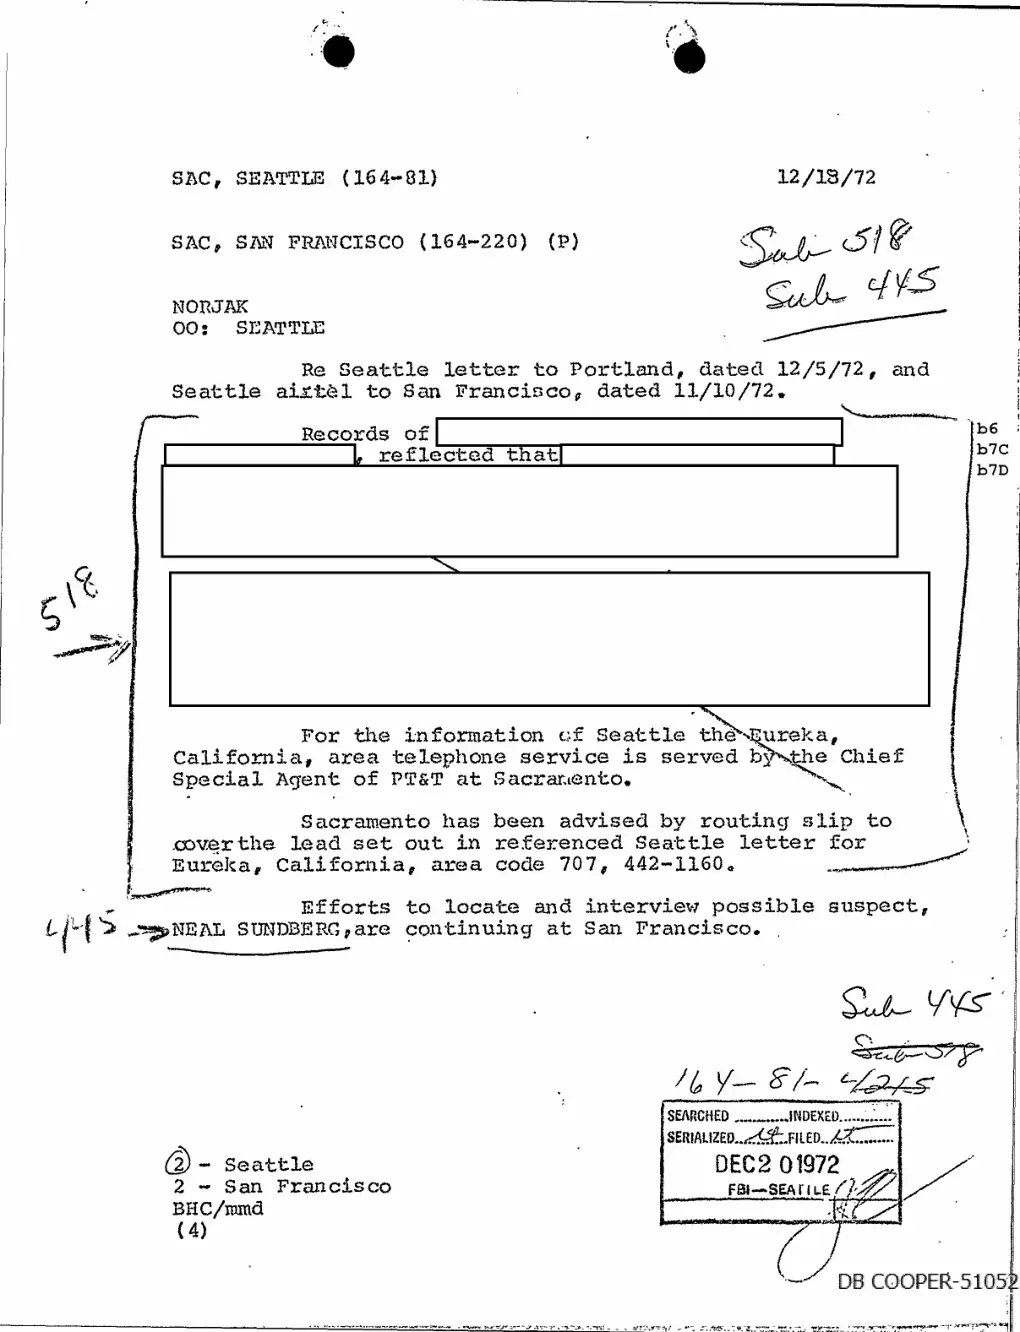 SAC, SEATTLE (164-81) 12/18/72
SAC, SAN FRANCISCO (164-220) (P)
Sub 518
Sub 445
NORJAK
OO: SEATTLE
Re Seattle letter to Portland, dated 12/5/72, and
Seattle airtel to San Francisco, dated 11/10/72.
Records of
b6
, reflected that
b7C
b7D
518
For the information of Seattle the Eureka,
California, area telephone service is served by the Chief
Special Agent of PT&T at Sacramento.
Sacramento has been advised by routing slip to
cover the lead set out in referenced Seattle letter for
Eureka, California, area code 707, 442-1160.
Efforts to locate and interview possible suspect,
445 NEAL SUNDBERG, are continuing at San Francisco.
Sub 445
Sub 518
164-81-4215
SEARCHED INDEXED
SERIALIZED FILED
DEC 20 1972
FBI—SEATTLE
2 - Seattle
2 - San Francisco
BHC/mmd
(4)
DB COOPER-51052